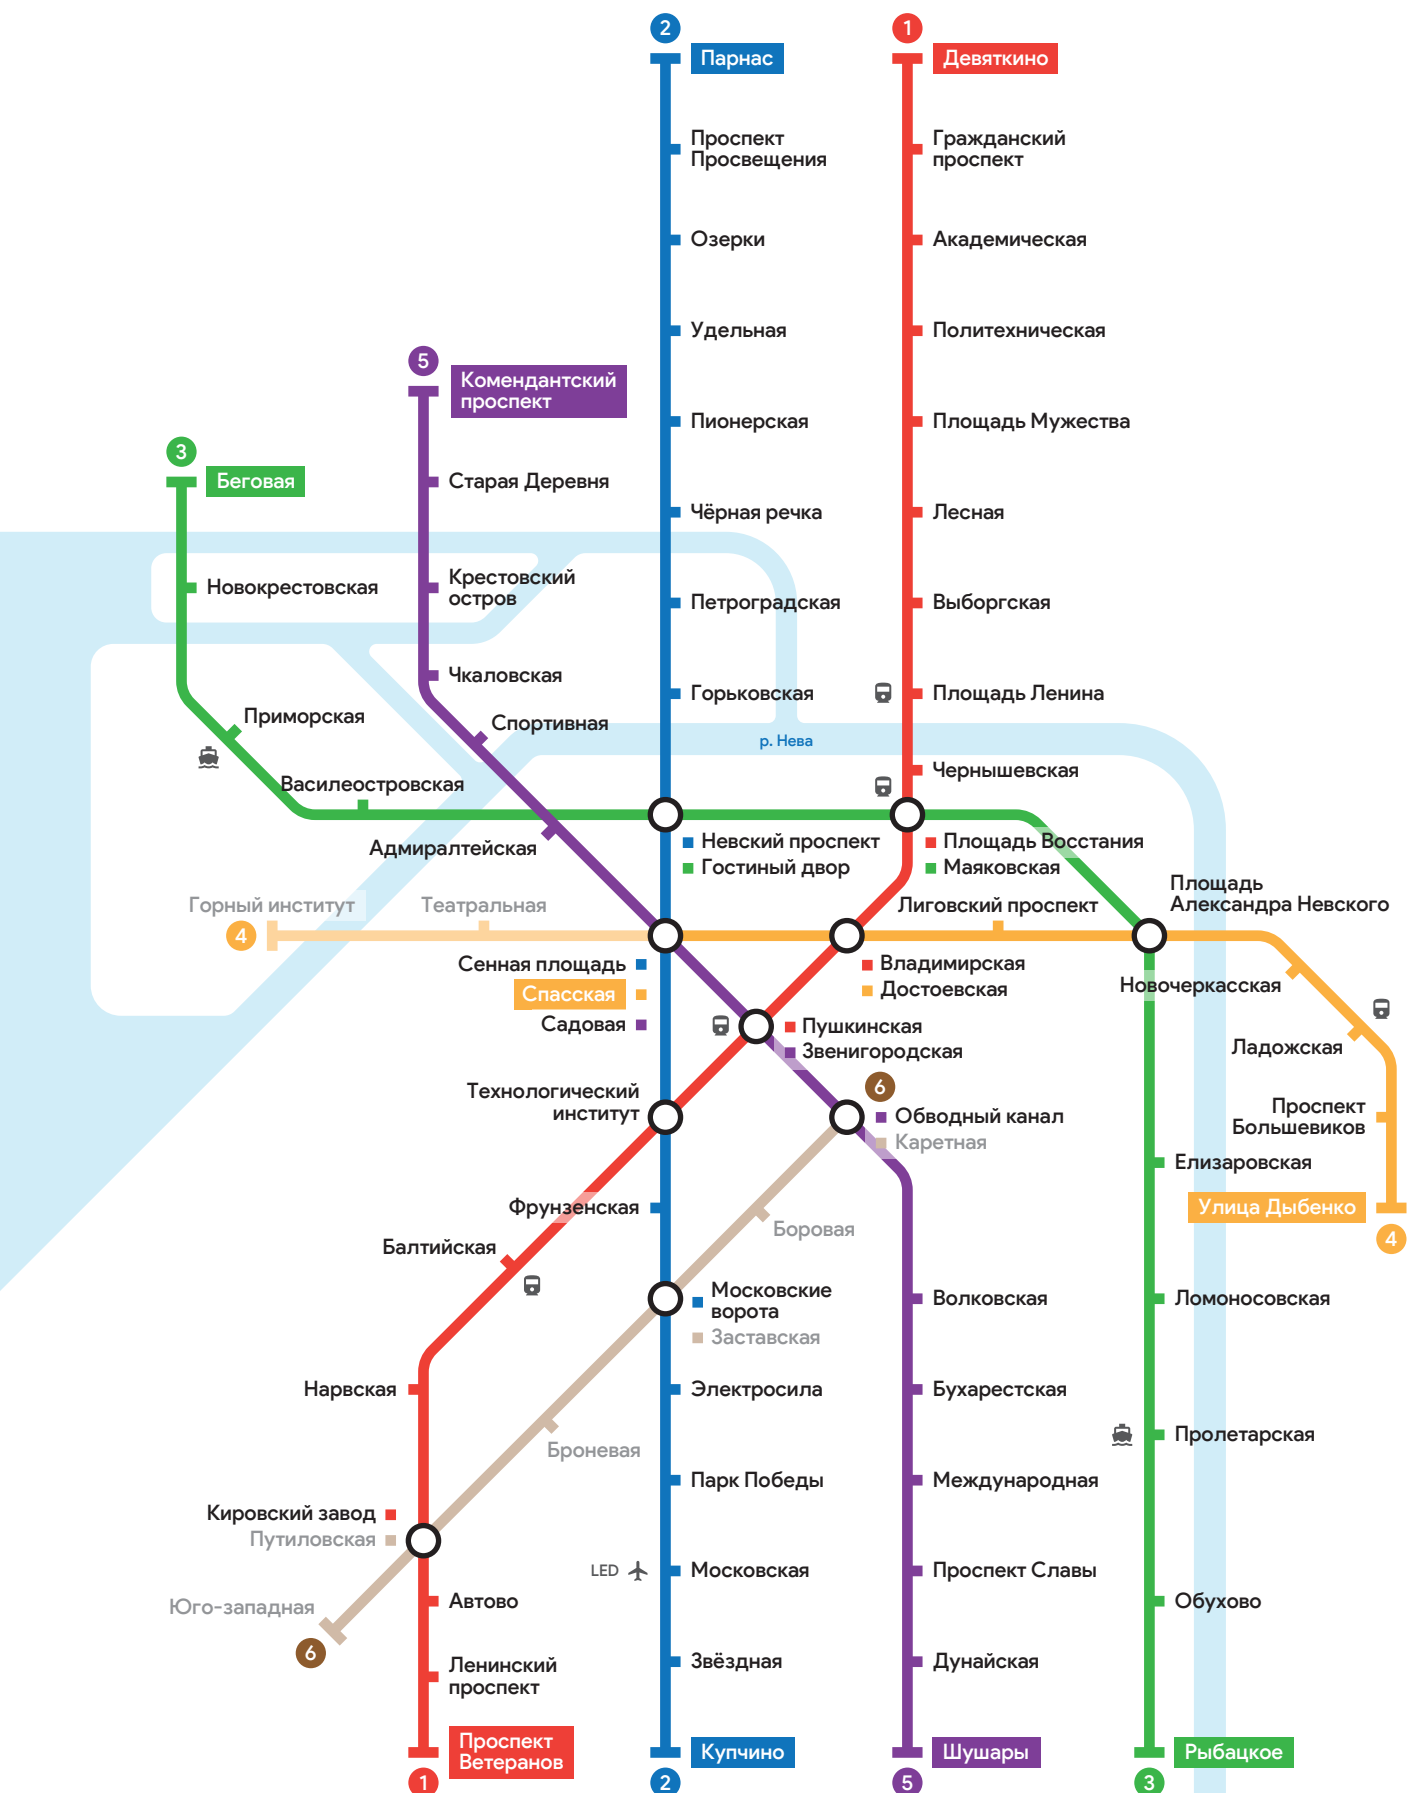 2
1
Парнас
Девяткино
Проспект
Просвещения
Гражданский
проспект
Озерки
Академическая
Удельная
Политехническая
5
Комендантский
проспект
Пионерская
Площадь Мужества
3
Беговая
Старая Деревня
Чёрная речка
Лесная
Новокрестовская
Крестовский
остров
Петроградская
Выборгская
Чкаловская
Горьковская
Площадь Ленина
Приморская
Спортивная
р. Нева
Чернышевская
Василеостровская
Адмиралтейская
Невский проспект
Гостиный двор
Площадь Восстания
Маяковская
Площадь
Александра Невского
Горный институт
Театральная
Лиговский проспект
4
Сенная площадь
Спасская
Садовая
Владимирская
Достоевская
Новочеркасская
Пушкинская
Звенигородская
Ладожская
Технологический
институт
6
Обводный канал
Каретная
Проспект
Большевиков
Елизаровская
Фрунзенская
Улица Дыбенко
4
Боровая
Балтийская
Московские
ворота
Заставская
Волковская
Ломоносовская
Нарвская
Электросила
Бухарестская
Броневая
Пролетарская
Парк Победы
Международная
Кировский завод
Путиловская
LED
Московская
Проспект Славы
Юго-западная
6
Автово
Обухово
Ленинский
проспект
Звёздная
Дунайская
Проспект
Ветеранов
Купчино
Шушары
Рыбацкое
1
2
5
3